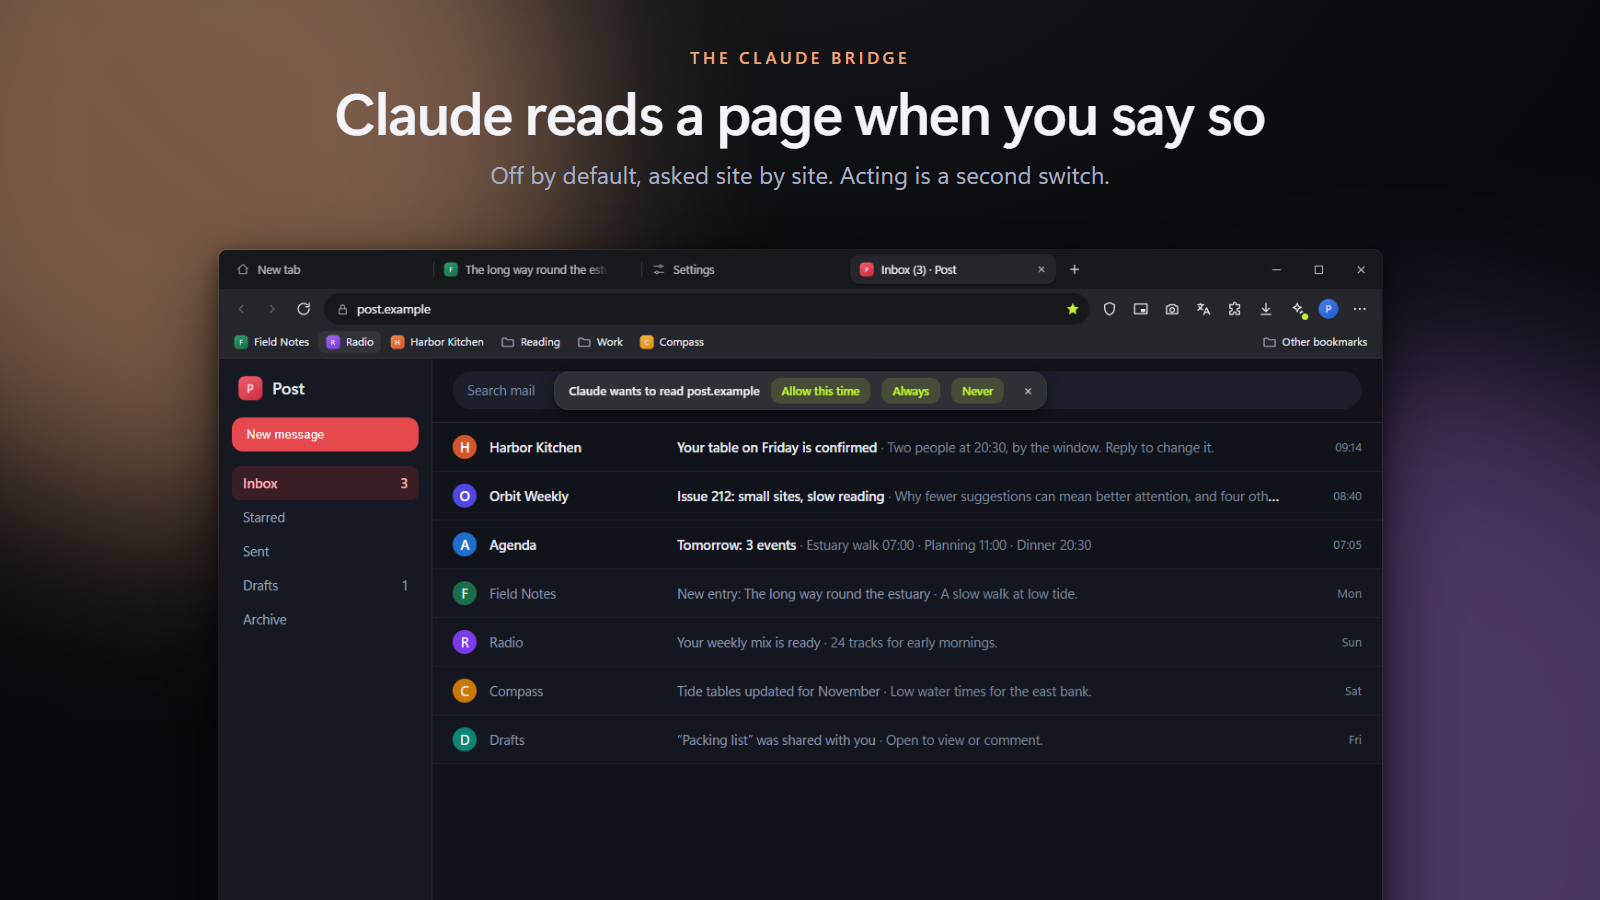 THE CLAUDE BRIDGE
Claude reads a page when you say so
Off by default, asked site by site. Acting is a second switch.
New tab
F The long way round the estu
Settings
P Inbox (3) · Post
post.example
P
F Field Notes
R Radio
H Harbor Kitchen
Reading
Work
C Compass
Other bookmarks
P Post
Search mail
Claude wants to read post.example
Allow this time
Always
Never
New message
Inbox 3
Starred
Sent
Drafts 1
Archive
H Harbor Kitchen Your table on Friday is confirmed · Two people at 20:30, by the window. Reply to change it. 09:14
O Orbit Weekly Issue 212: small sites, slow reading · Why fewer suggestions can mean better attention, and four oth... 08:40
A Agenda Tomorrow: 3 events · Estuary walk 07:00 · Planning 11:00 · Dinner 20:30 07:05
F Field Notes New entry: The long way round the estuary · A slow walk at low tide. Mon
R Radio Your weekly mix is ready · 24 tracks for early mornings. Sun
C Compass Tide tables updated for November · Low water times for the east bank. Sat
D Drafts "Packing list" was shared with you · Open to view or comment. Fri